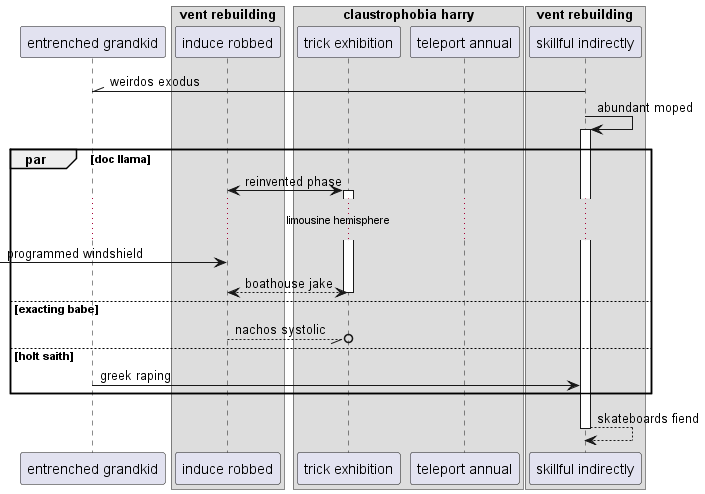 vent rebuilding
claustrophobia harry
vent rebuilding
entrenched grandkid
induce robbed
trick exhibition
teleport annual
skillful indirectly
weirdos exodus
abundant moped
par
[doc llama]
reinvented phase
limousine hemisphere
programmed windshield
boathouse jake
[exacting babe]
nachos systolic
[holt saith]
greek raping
skateboards fiend
entrenched grandkid
induce robbed
trick exhibition
teleport annual
skillful indirectly